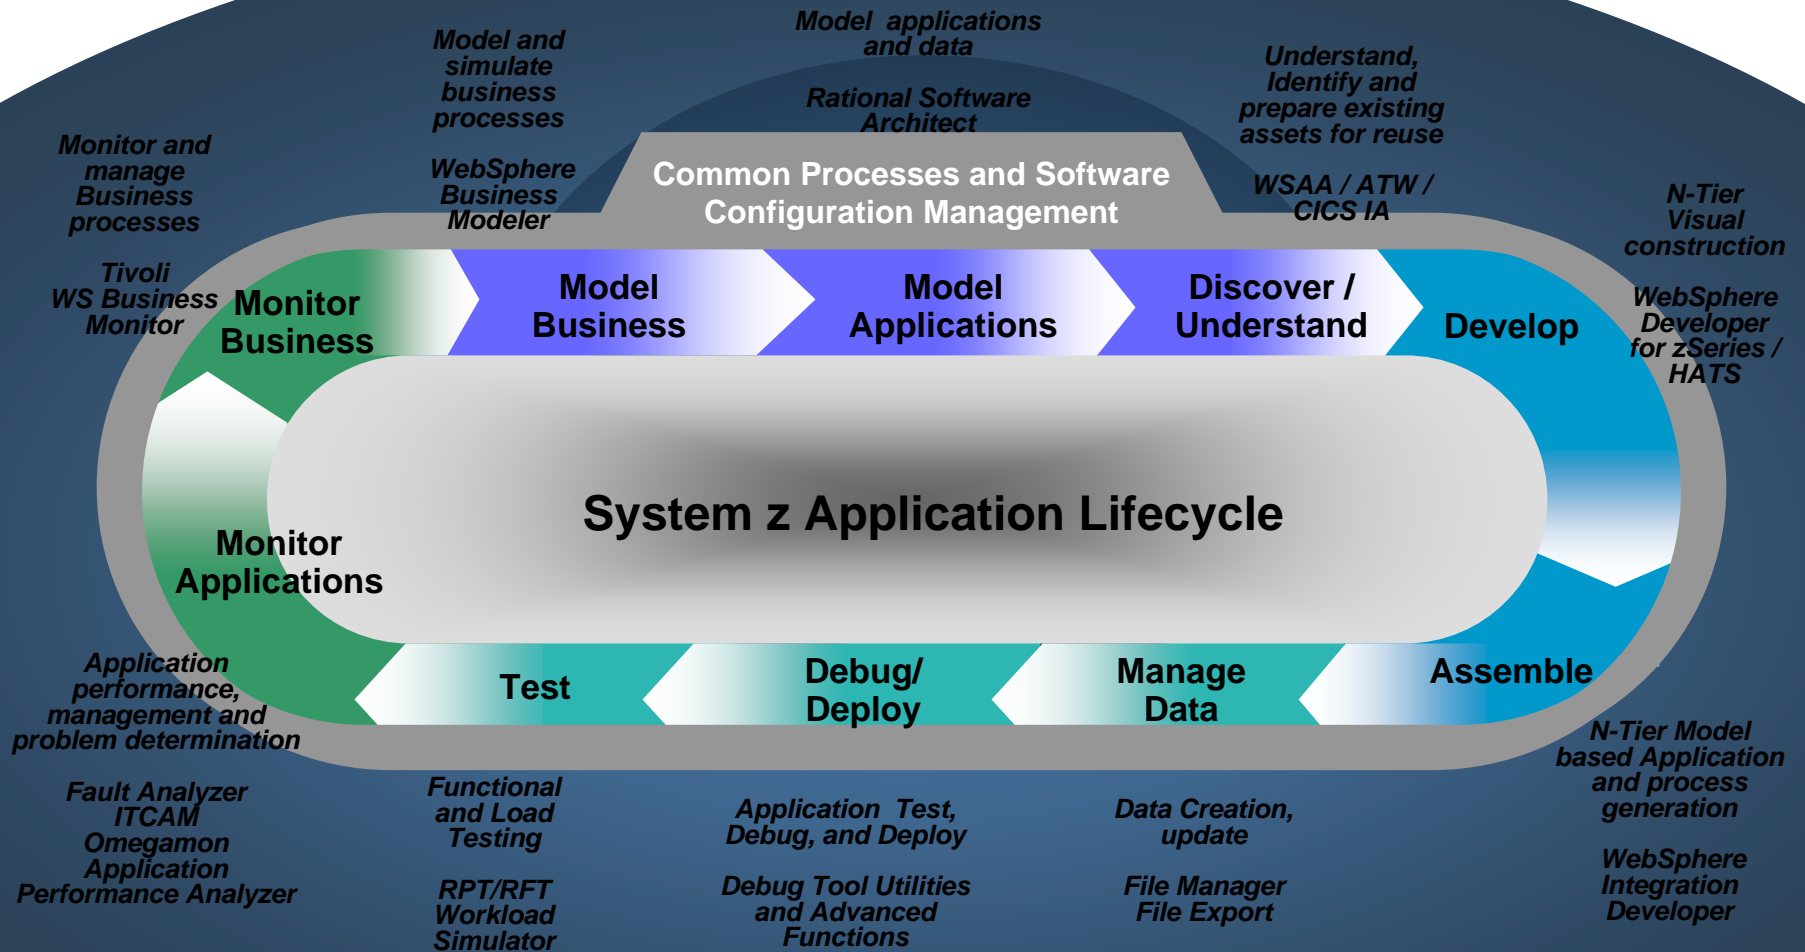 Model applications
and data
Rational Software
Architect
Model and
simulate
business
processes
WebSphere
Business
Modeler
Understand,
Identify and
prepare existing
assets for reuse
WSAA / ATW /
CICS IA
Monitor and
manage
Business
processes
Tivoli
WS Business
Monitor
Common Processes and Software
Configuration Management
N-Tier
Visual
construction
WebSphere
Developer
for zSeries /
HATS
Monitor
Business
Model
Business
Model
Applications
Discover /
Understand
Develop
System z Application Lifecycle
Monitor
Applications
Test
Debug/
Deploy
Manage
Data
Assemble
Application
performance,
management and
problem determination
Fault Analyzer
ITCAM
Omegamon
Application
Performance Analyzer
Functional
and Load
Testing
RPT/RFT
Workload
Simulator
Application Test,
Debug, and Deploy
Debug Tool Utilities
and Advanced
Functions
Data Creation,
update
File Manager
File Export
N-Tier Model
based Application
and process
generation
WebSphere
Integration
Developer